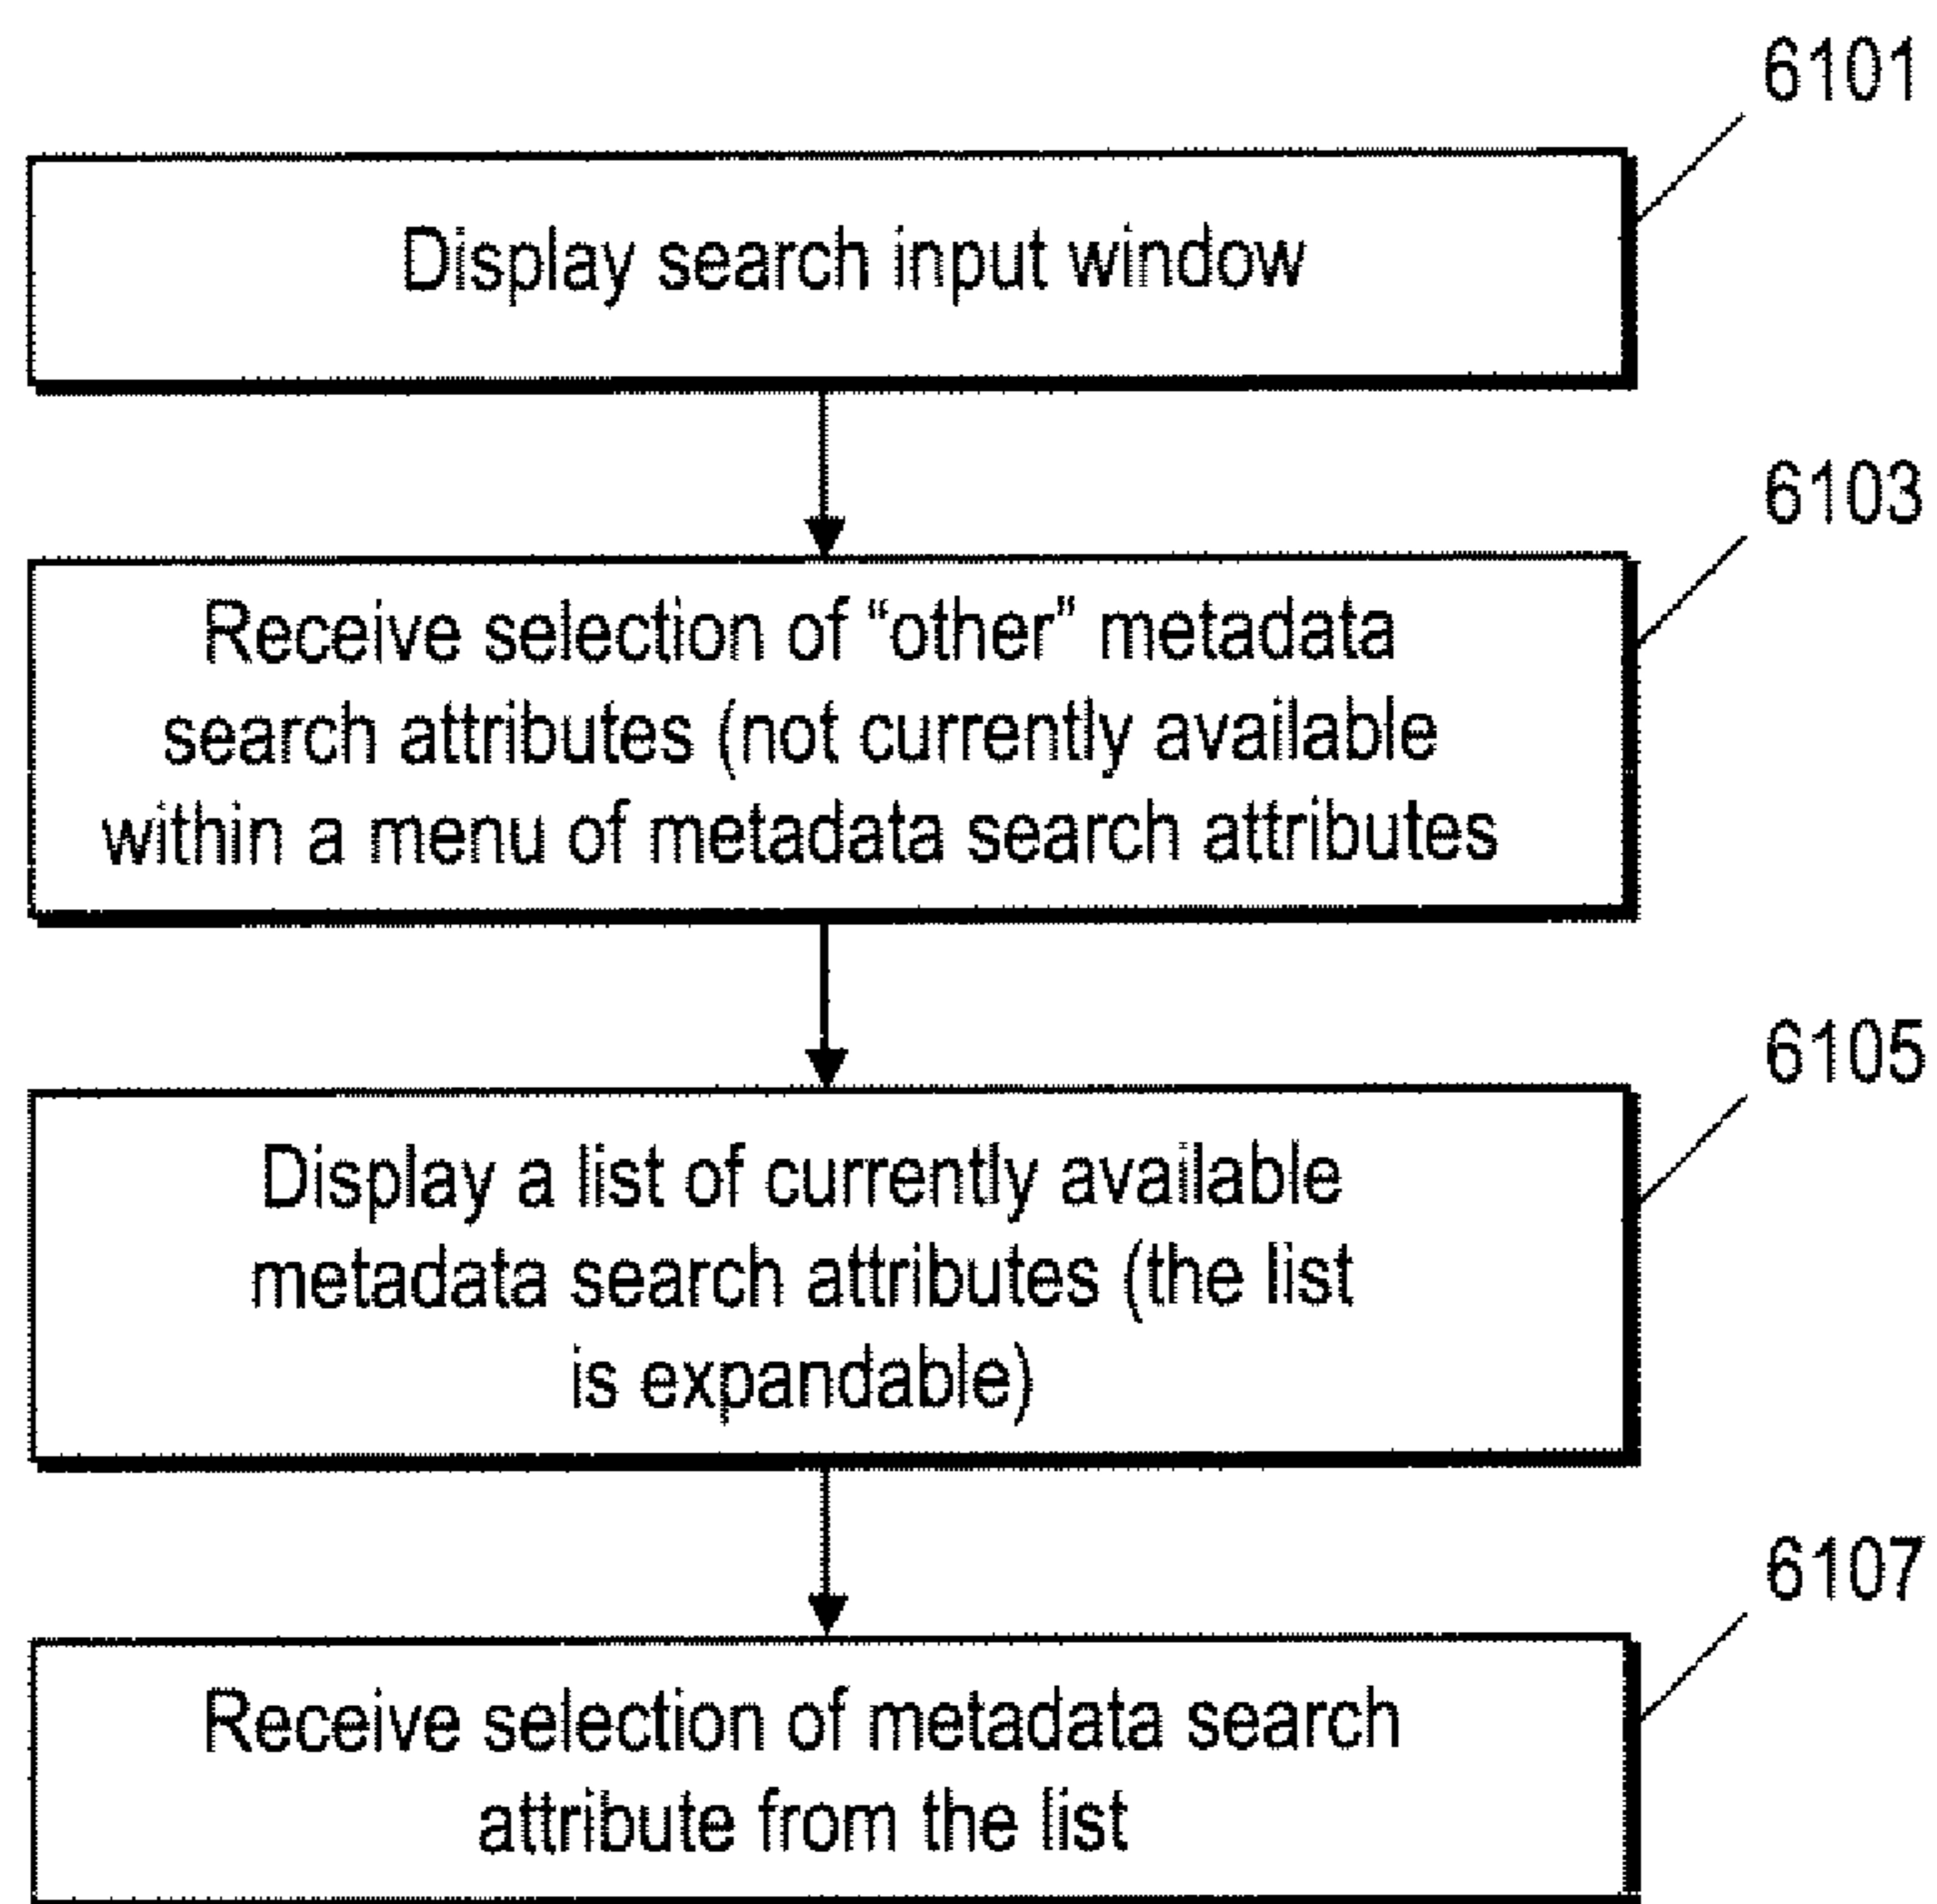 6101
Display search input window
6103
Receive selection of “other” metadata
search attributes (not currently available
within a menu of metadata search attributes
6105
Display a list of currently available
metadata search attributes (the list
is expandable)
6107
Receive selection of metadata search
attribute from the list